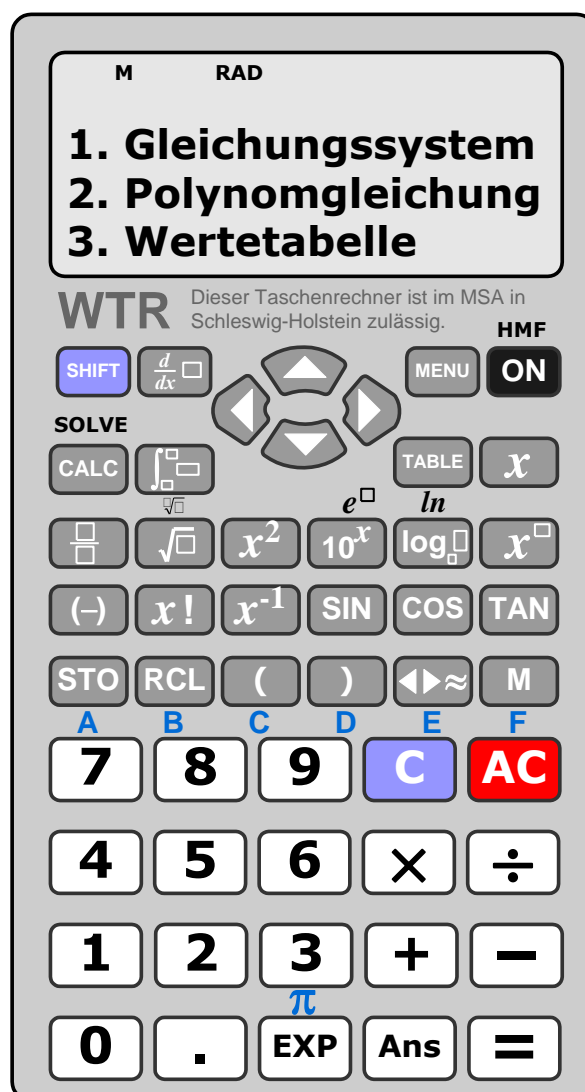 M RAD
1. Gleichungssystem
2. Polynomgleichung
3. Wertetabelle
WTR Dieser Taschenrechner ist im MSA in
Schleswig-Holstein zulässig.
HMF
SHIFT d/dx □ MENU ON
SOLVE
CALC ∫□ TABLE x
√□ e□ ln
□/□ √□ x² 10ˣ log□□ x□
(–) x! x⁻¹ SIN COS TAN
STO RCL ( ) ◀▶≈ M
A B C D E F
7 8 9 C AC
4 5 6 × ÷
1 2 3 + −
π
0 . EXP Ans =